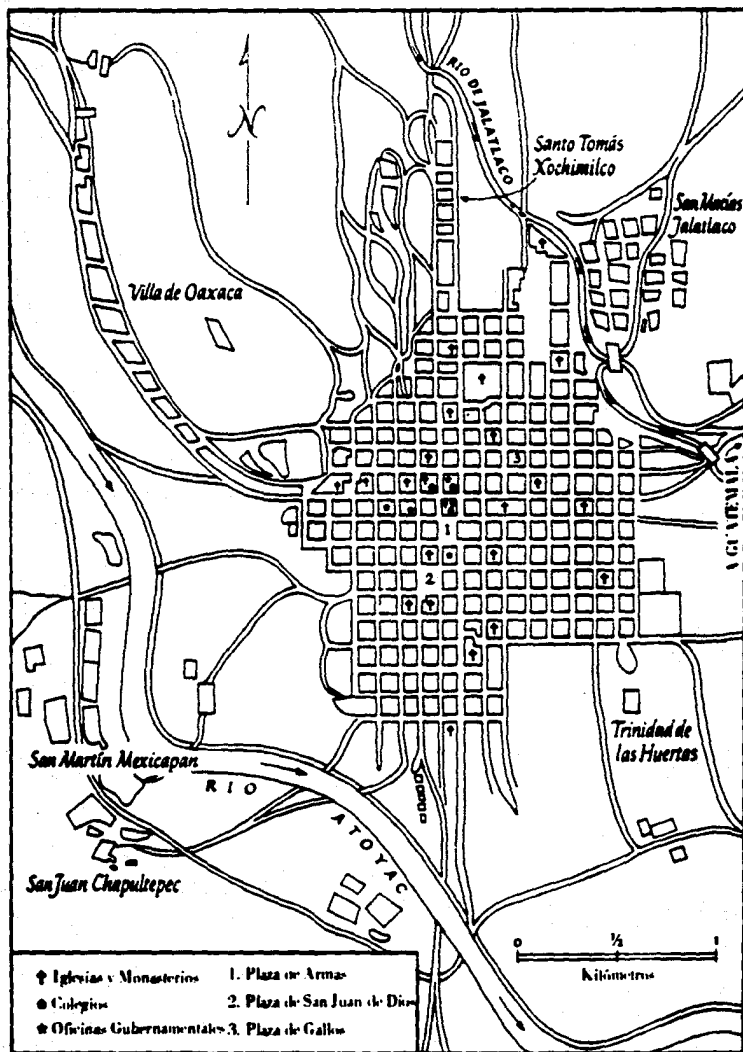 N
RIO DE JALATLACO
Santo Tomás
Xochimilco
San Matías
Jalatlaco
Villa de Oaxaca
A GUATEMALA
3
1
2
San Martín Mexicapan
RIO
ATOYAC
Trinidad de
las Huertas
San Juan Chapultepec
0 ½ 1
Kilómetros
Iglesias y Monasterios
Colegios
Oficinas Gubernamentales
1. Plaza de Armas
2. Plaza de San Juan de Dios
3. Plaza de Gallos